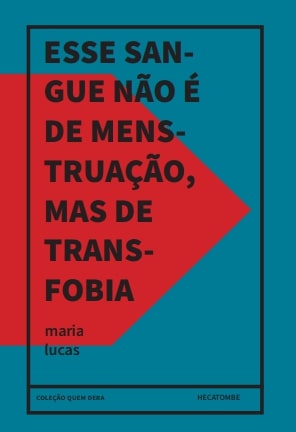 ESSE SAN-
GUE NÃO É
DE MENS-
TRUAÇÃO,
MAS DE
TRANS-
FOBIA
maria
lucas
COLEÇÃO QUEM DERA
HECATOMBE